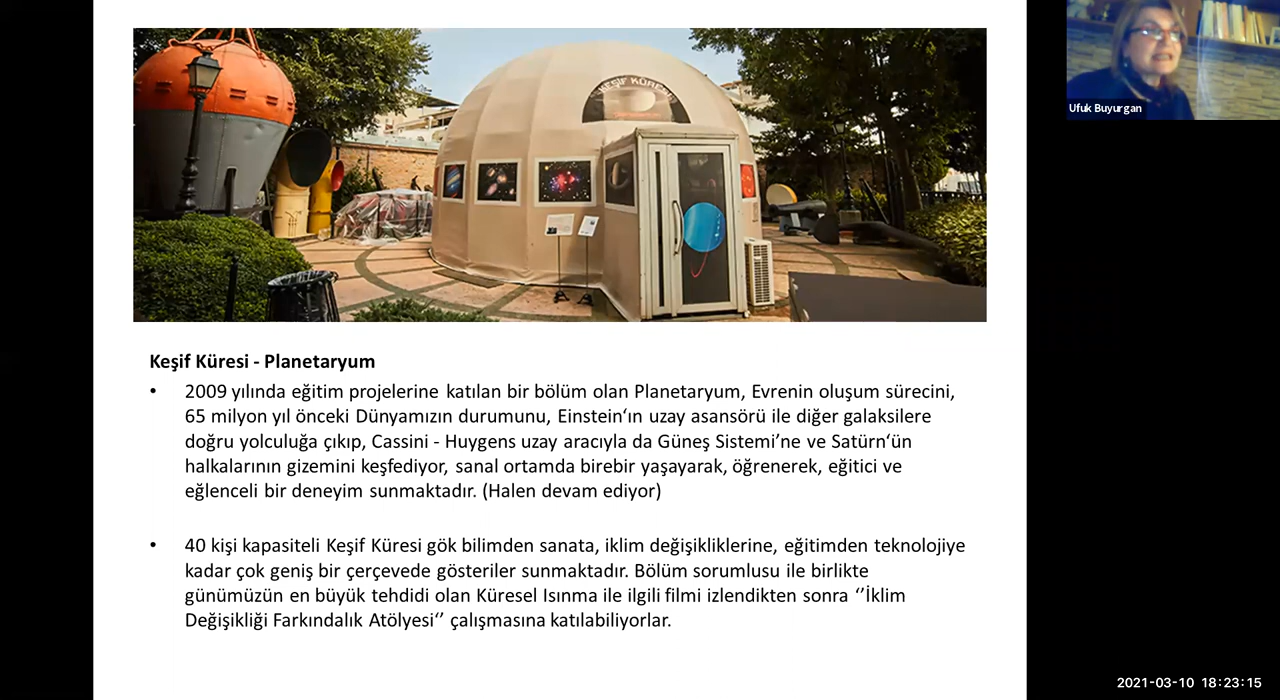 KEŞİF KÜRESİ
Ufuk Buyurgan
Keşif Küresi - Planetaryum
• 2009 yılında eğitim projelerine katılan bir bölüm olan Planetaryum, Evrenin oluşum sürecini,
65 milyon yıl önceki Dünyamızın durumunu, Einstein‘ın uzay asansörü ile diğer galaksilere
doğru yolculuğa çıkıp, Cassini - Huygens uzay aracıyla da Güneş Sistemi’ne ve Satürn‘ün
halkalarının gizemini keşfediyor, sanal ortamda birebir yaşayarak, öğrenerek, eğitici ve
eğlenceli bir deneyim sunmaktadır. (Halen devam ediyor)
• 40 kişi kapasiteli Keşif Küresi gök bilimden sanata, iklim değişikliklerine, eğitimden teknolojiye
kadar çok geniş bir çerçevede gösteriler sunmaktadır. Bölüm sorumlusu ile birlikte
günümüzün en büyük tehdidi olan Küresel Isınma ile ilgili filmi izlendikten sonra ‘’İklim
Değişikliği Farkındalık Atölyesi‘’ çalışmasına katılabiliyorlar.
2021-03-10 18:23:15